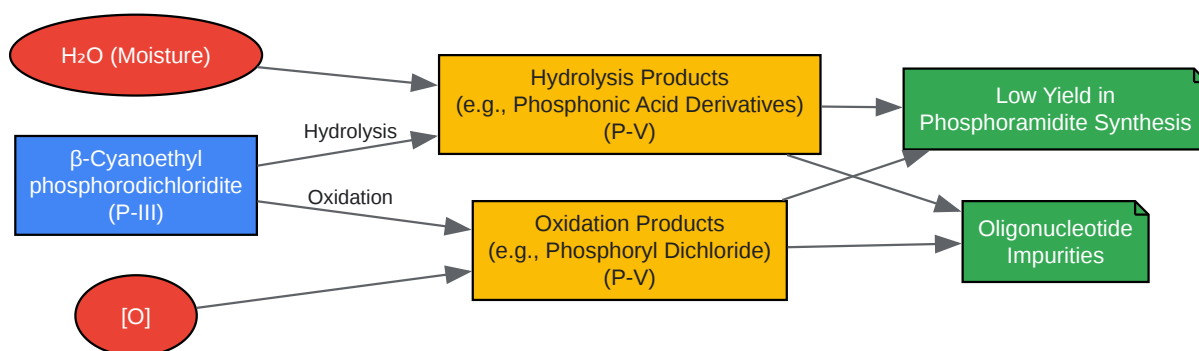 H₂O (Moisture)
β-Cyanoethyl
phosphorodichloridite
(P-III)
[O]
Hydrolysis
Oxidation
Hydrolysis Products
(e.g., Phosphonic Acid Derivatives)
(P-V)
Oxidation Products
(e.g., Phosphoryl Dichloride)
(P-V)
Low Yield in
Phosphoramidite Synthesis
Oligonucleotide
Impurities